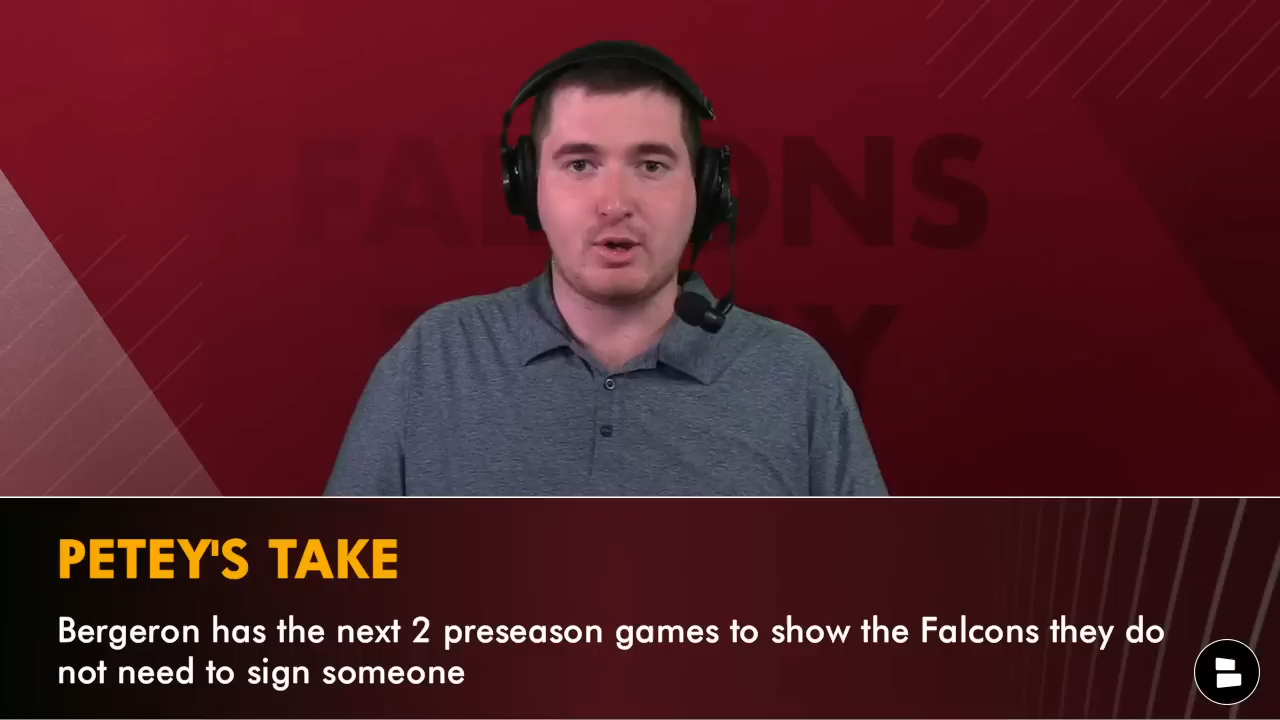 FALCONS
PETEY'S TAKE
Bergeron has the next 2 preseason games to show the Falcons they do
not need to sign someone